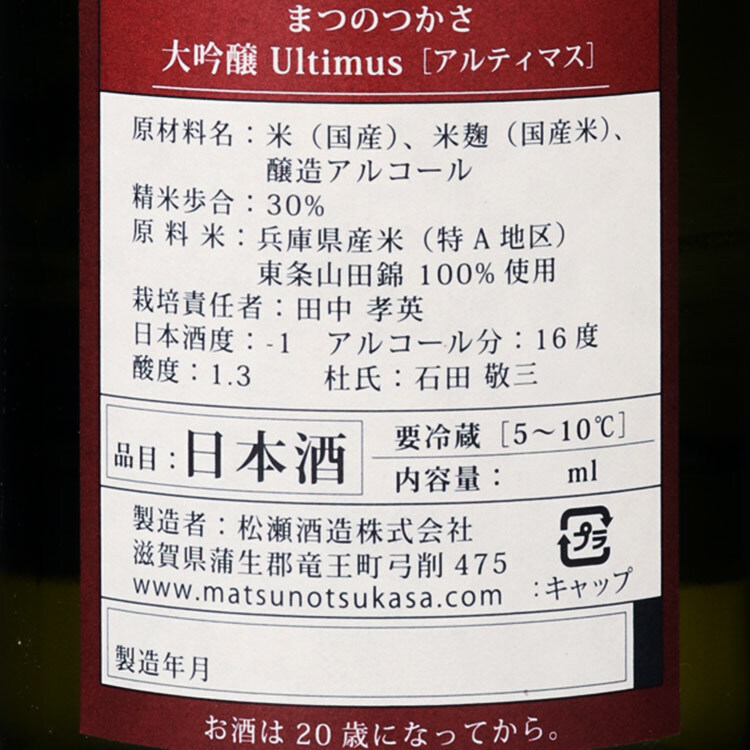 まつのつかさ
大吟醸 Ultimus［アルティマス］
原材料名：米（国産）、米麹（国産米）、
醸造アルコール
精米歩合：30%
原料米：兵庫県産米（特A地区）
東条山田錦 100%使用
栽培責任者：田中 孝英
日本酒度：-1 アルコール分：16度
酸度：1.3 杜氏：石田 敬三
品目：日本酒
要冷蔵［5～10℃］
内容量： ml
製造者：松瀬酒造株式会社
滋賀県蒲生郡竜王町弓削475
www.matsunotsukasa.com
プラ
：キャップ
製造年月
お酒は20歳になってから。